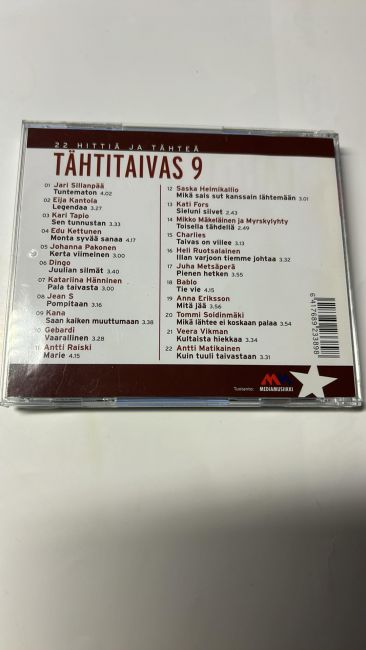 22 HITTIÄ JA TÄHTEÄ
TÄHTITAIVAS 9
01 Jari Sillanpää
Tuntematon 4.02
02 Eija Kantola
Legendaa 3.27
03 Kari Tapio
Sen tunnustan 3.33
04 Edu Kettunen
Monta syvää sanaa 4.17
05 Johanna Pakonen
Kerta viimeinen 3.00
06 Dingo
Juulian silmät 3.40
07 Katariina Hänninen
Pala taivasta 3.00
08 Jean S
Pompitaan 3.16
09 Kana
Saan kaiken muuttumaan 3.38
10 Gebardi
Vaarallinen 3.28
11 Antti Raiski
Marie 4.15
12 Saska Helmikallio
Mikä sais sut kanssain lähtemään 3.01
13 Kati Fors
Sieluni siivet 2.43
14 Mikko Mäkeläinen ja Myrskylyhty
Toisella tähdellä 2.49
15 Charlies
Taivas on viilee 3.13
16 Heli Ruotsalainen
Illan varjoon tiemme johtaa 3.32
17 Juha Metsäperä
Pienen hetken 3.55
18 Bablo
Tie vie 4.15
19 Anna Eriksson
Mitä jää 3.56
20 Tommi Soidinmäki
Mikä lähtee ei koskaan palaa 3.54
21 Veera Vikman
Kultaista hiekkaa 3.34
22 Antti Matikainen
Kuin tuuli taivastaan 3.31
6 417689 233898
Tuotanto:
MEDIAMUSIIKKI